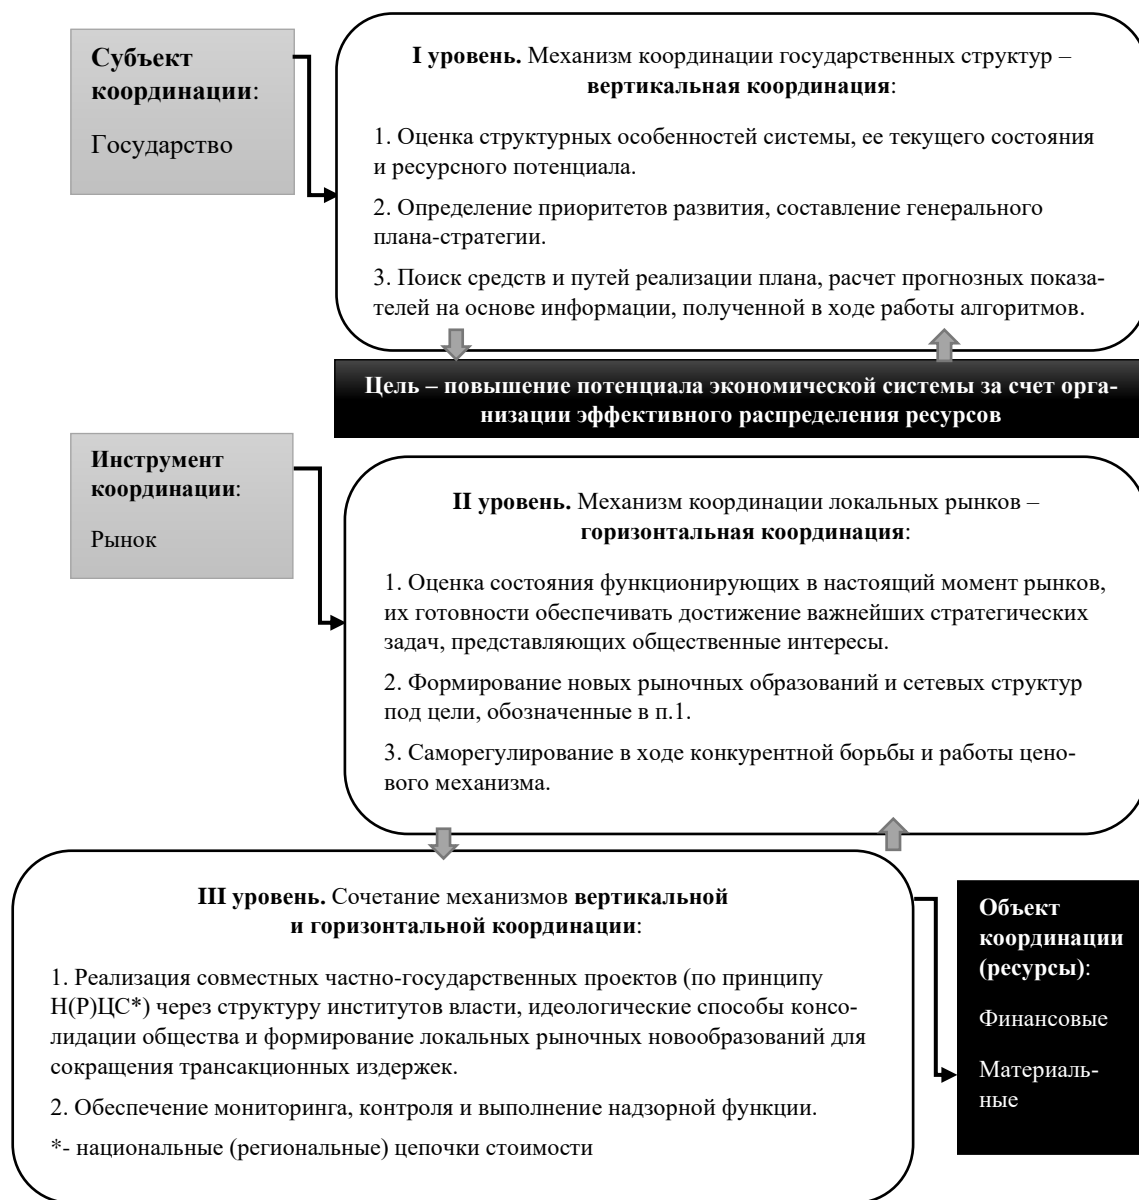 Субъект
координации:
Государство
I уровень. Механизм координации государственных структур –
вертикальная координация:
1. Оценка структурных особенностей системы, ее текущего состояния
и ресурсного потенциала.
2. Определение приоритетов развития, составление генерального
плана-стратегии.
3. Поиск средств и путей реализации плана, расчет прогнозных показа-
телей на основе информации, полученной в ходе работы алгоритмов.
Цель – повышение потенциала экономической системы за счет орга-
низации эффективного распределения ресурсов
Инструмент
координации:
Рынок
II уровень. Механизм координации локальных рынков –
горизонтальная координация:
1. Оценка состояния функционирующих в настоящий момент рынков,
их готовности обеспечивать достижение важнейших стратегических
задач, представляющих общественные интересы.
2. Формирование новых рыночных образований и сетевых структур
под цели, обозначенные в п.1.
3. Саморегулирование в ходе конкурентной борьбы и работы цено-
вого механизма.
III уровень. Сочетание механизмов вертикальной
и горизонтальной координации:
1. Реализация совместных частно-государственных проектов (по принципу
Н(Р)ЦС*) через структуру институтов власти, идеологические способы консо-
лидации общества и формирование локальных рыночных новообразований для
сокращения трансакционных издержек.
2. Обеспечение мониторинга, контроля и выполнение надзорной функции.
*- национальные (региональные) цепочки стоимости
Объект
координации
(ресурсы):
Финансовые
Материаль-
ные